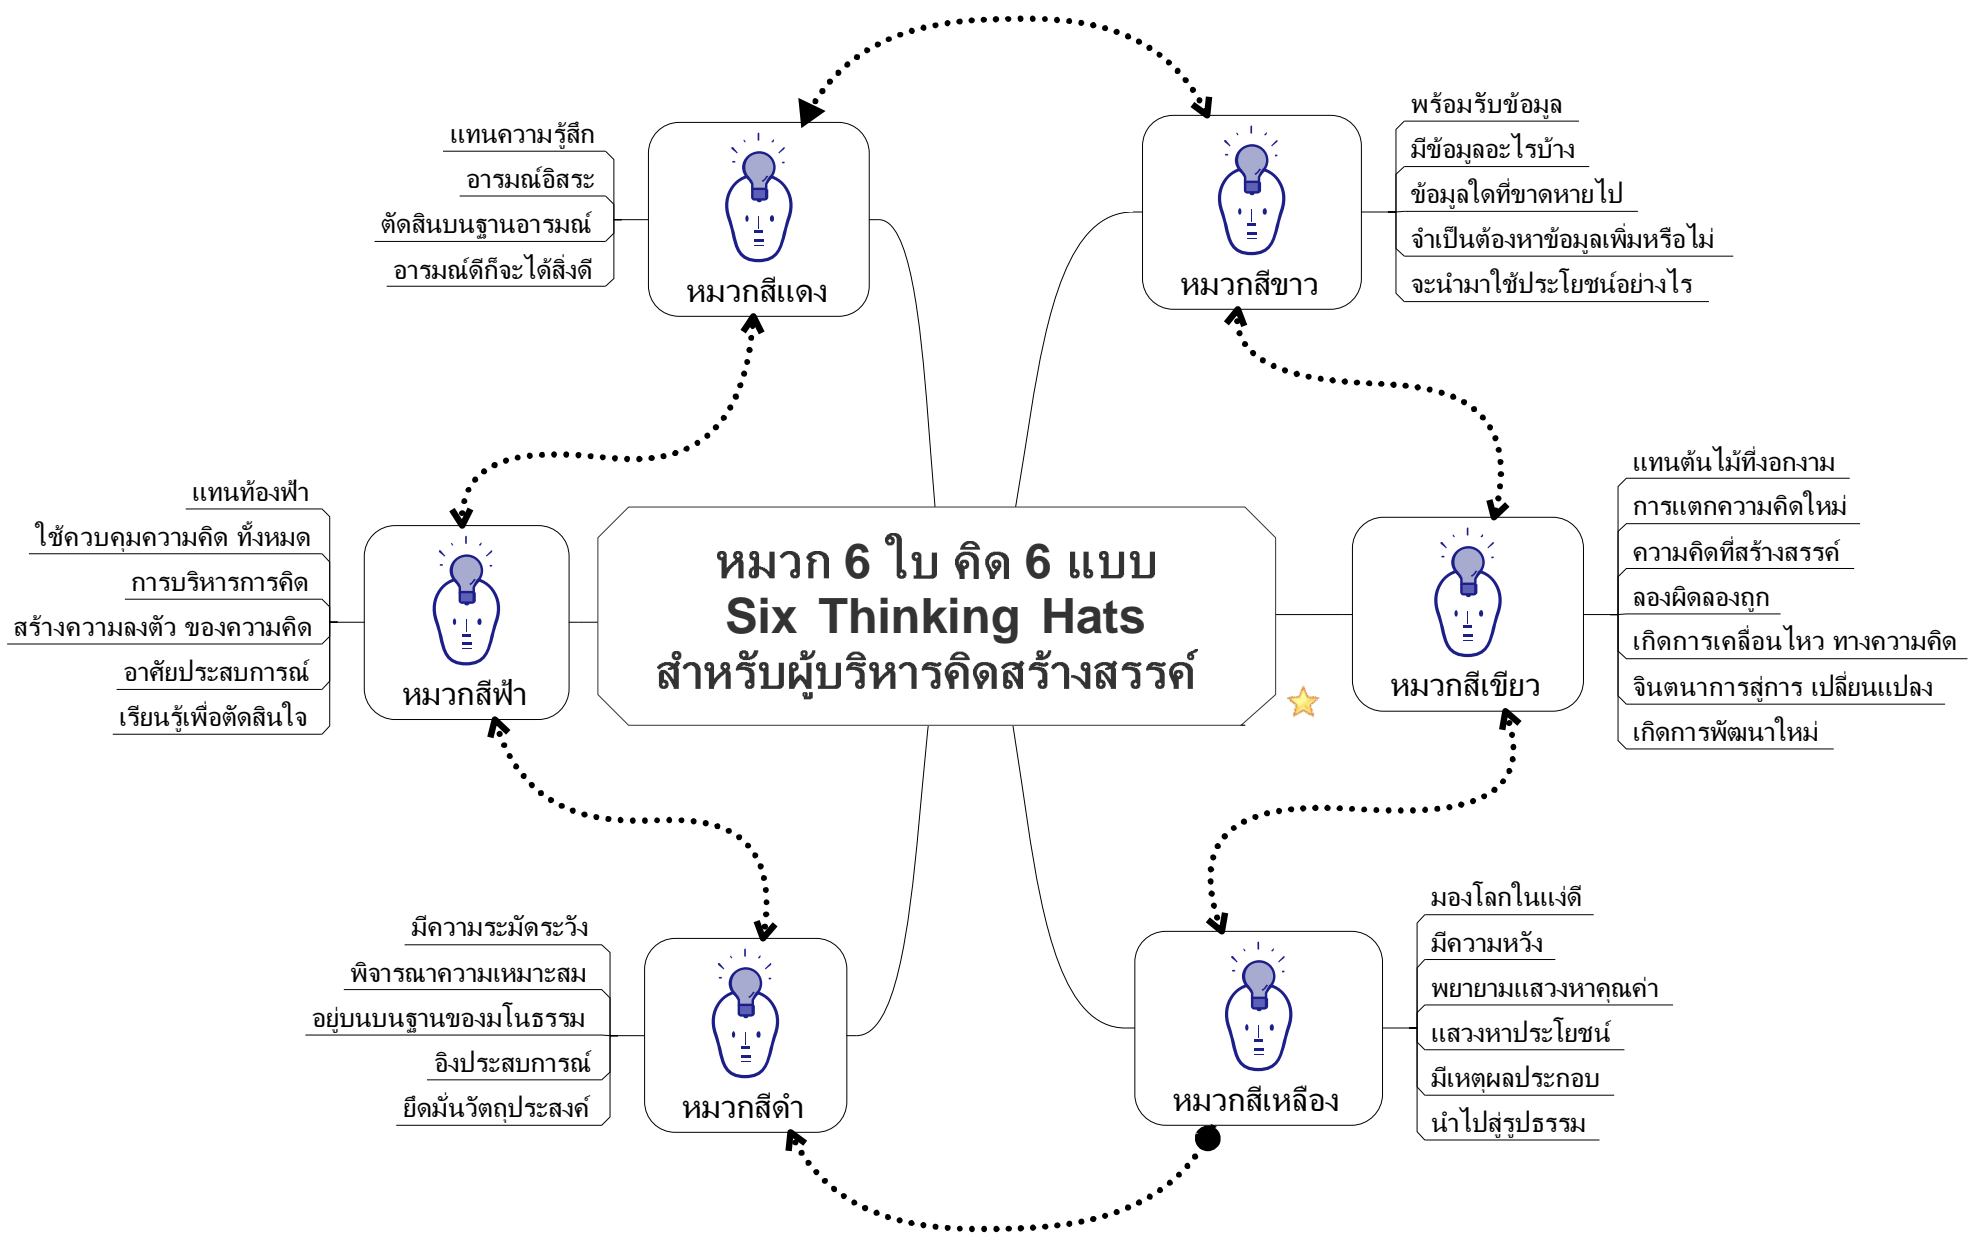 หมวก 6 ใบ คิด 6 แบบ
Six Thinking Hats
สำหรับผู้บริหารคิดสร้างสรรค์
หมวกสีขาว
พร้อมรับข้อมูล
มีข้อมูลอะไรบ้าง
ข้อมูลใดที่ขาดหายไป
จำเป็นต้องหาข้อมูลเพิ่มหรือไม่
จะนำมาใช้ประโยชน์อย่างไร
หมวกสีเขียว
แทนต้นไม้ที่งอกงาม
การแตกความคิดใหม่
ความคิดที่สร้างสรรค์
ลองผิดลองถูก
เกิดการเคลื่อนไหว ทางความคิด
จินตนาการสู่การ เปลี่ยนแปลง
เกิดการพัฒนาใหม่
หมวกสีเหลือง
มองโลกในแง่ดี
มีความหวัง
พยายามแสวงหาคุณค่า
แสวงหาประโยชน์
มีเหตุผลประกอบ
นำไปสู่รูปธรรม
หมวกสีดำ
มีความระมัดระวัง
พิจารณาความเหมาะสม
อยู่บนบนฐานของมโนธรรม
อิงประสบการณ์
ยึดมั่นวัตถุประสงค์
หมวกสีฟ้า
แทนท้องฟ้า
ใช้ควบคุมความคิด ทั้งหมด
การบริหารการคิด
สร้างความลงตัว ของความคิด
อาศัยประสบการณ์
เรียนรู้เพื่อตัดสินใจ
หมวกสีแดง
แทนความรู้สึก
อารมณ์อิสระ
ตัดสินบนฐานอารมณ์
อารมณ์ดีก็จะได้สิ่งดี